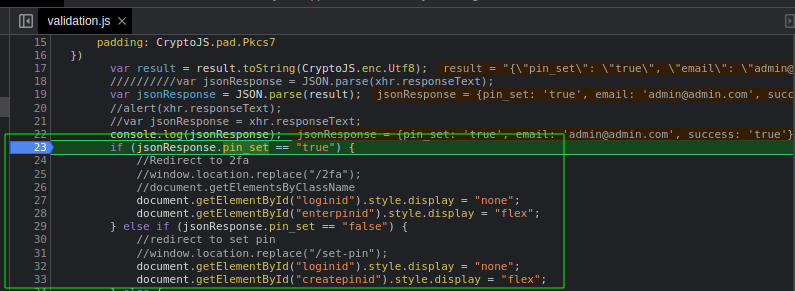 validation.js ×
15 padding: CryptoJS.pad.Pkcs7
16 })
17 var result = result.toString(CryptoJS.enc.Utf8); result = "{\"pin_set\": \"true\", \"email\": \"admin@
18 //////////var jsonResponse = JSON.parse(xhr.responseText);
19 var jsonResponse = JSON.parse(result); jsonResponse = {pin_set: 'true', email: 'admin@admin.com', succ
20 //alert(xhr.responseText);
21 //var jsonResponse = xhr.responseText;
22 console.log(jsonResponse); jsonResponse = {pin_set: 'true', email: 'admin@admin.com', success: 'true'}
23 if (jsonResponse.pin_set == "true") {
24 //Redirect to 2fa
25 //window.location.replace("/2fa");
26 //document.getElementsByClassName
27 document.getElementById("loginid").style.display = "none";
28 document.getElementById("enterpinid").style.display = "flex";
29 } else if (jsonResponse.pin_set == "false") {
30 //redirect to set pin
31 //window.location.replace("/set-pin");
32 document.getElementById("loginid").style.display = "none";
33 document.getElementById("createpinid").style.display = "flex";